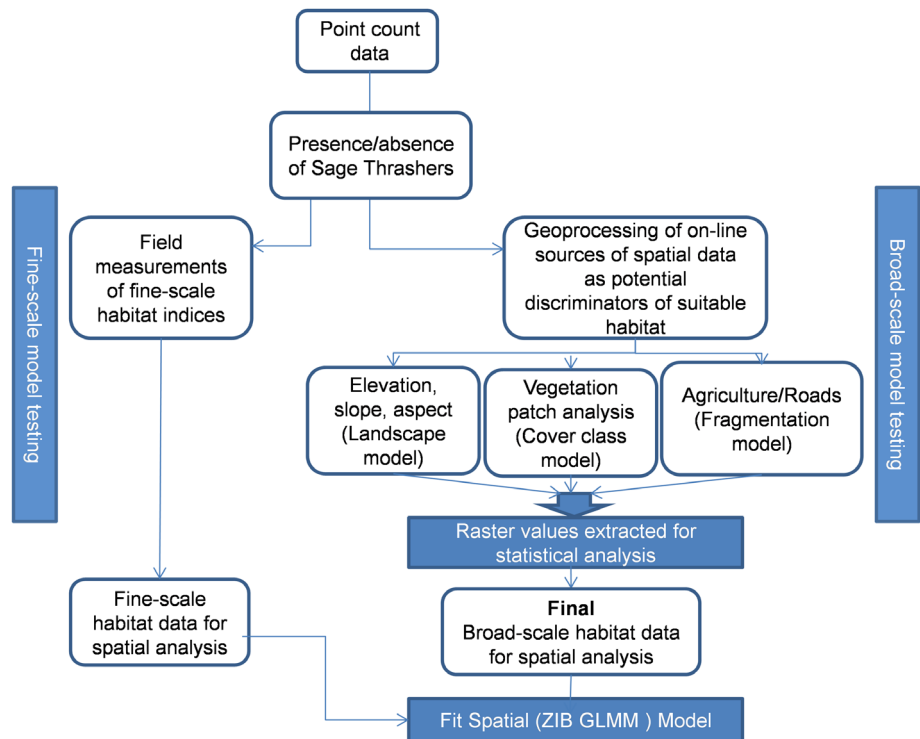 Point count
data
Presence/absence
of Sage Thrashers
Fine-scale model testing
Broad-scale model testing
Field
measurements
of fine-scale
habitat indices
Geoprocessing of on-line
sources of spatial data
as potential
discriminators of suitable
habitat
Elevation,
slope, aspect
(Landscape
model)
Vegetation
patch analysis
(Cover class
model)
Agriculture/Roads
(Fragmentation
model)
Raster values extracted for
statistical analysis
Fine-scale
habitat data for
spatial analysis
Final
Broad-scale habitat data
for spatial analysis
Fit Spatial (ZIB GLMM ) Model